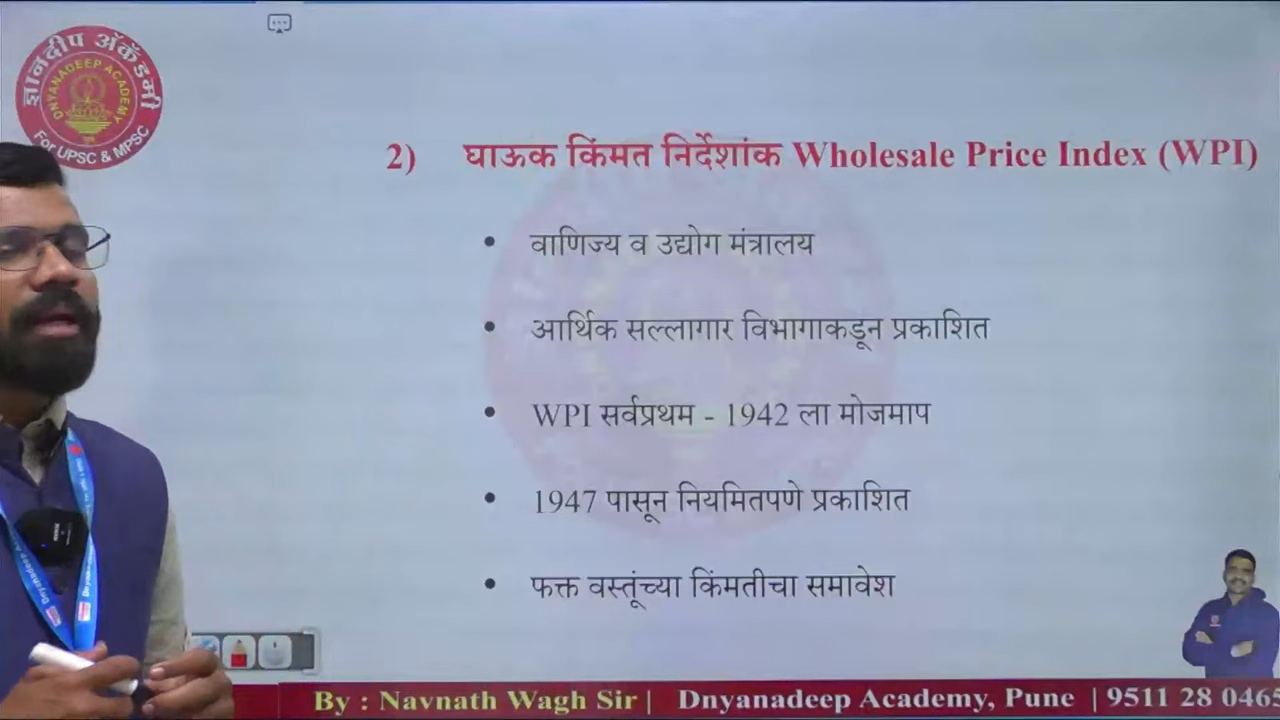 ज्ञानदीप अ‍ॅकॅडमी
DNYANADEEP ACADEMY
For UPSC & MPSC
2) घाऊक किंमत निर्देशांक Wholesale Price Index (WPI)
• वाणिज्य व उद्योग मंत्रालय
• आर्थिक सल्लागार विभागाकडून प्रकाशित
• WPI सर्वप्रथम - 1942 ला मोजमाप
• 1947 पासून नियमितपणे प्रकाशित
• फक्त वस्तूंच्या किंमतीचा समावेश
By : Navnath Wagh Sir | Dnyanadeep Academy, Pune | 9511 28 0465